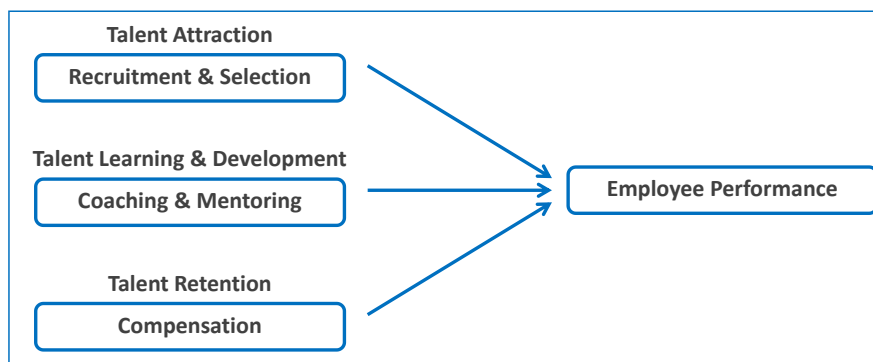 Talent Attraction
Recruitment & Selection
Talent Learning & Development
Coaching & Mentoring
Employee Performance
Talent Retention
Compensation